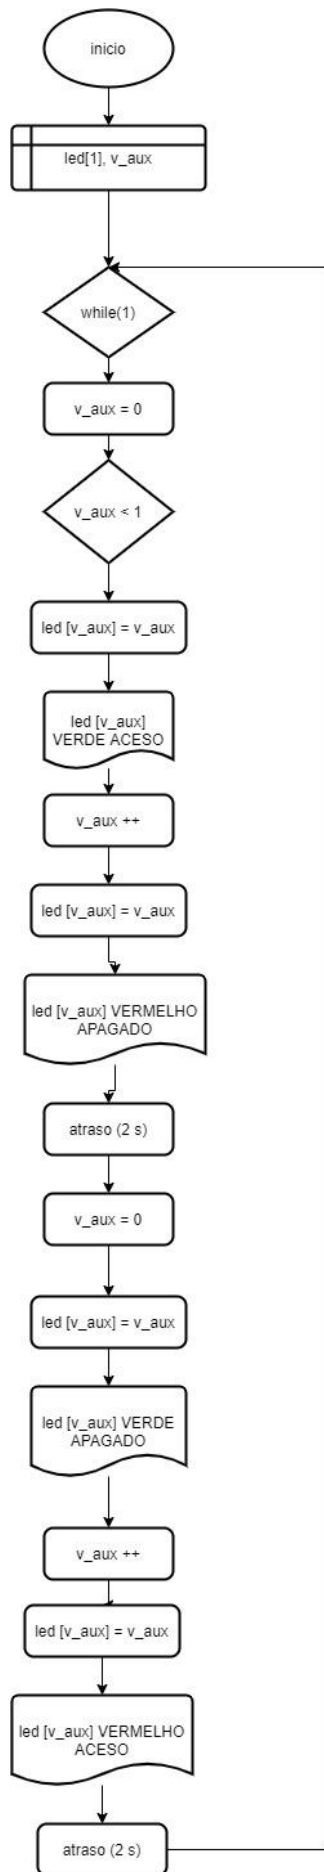 inicio
led[1], v_aux
while(1)
v_aux = 0
v_aux < 1
led [v_aux] = v_aux
led [v_aux]
VERDE ACESO
v_aux ++
led [v_aux] = v_aux
led [v_aux] VERMELHO
APAGADO
atraso (2 s)
v_aux = 0
led [v_aux] = v_aux
led [v_aux] VERDE
APAGADO
v_aux ++
led [v_aux] = v_aux
led [v_aux] VERMELHO
ACESO
atraso (2 s)